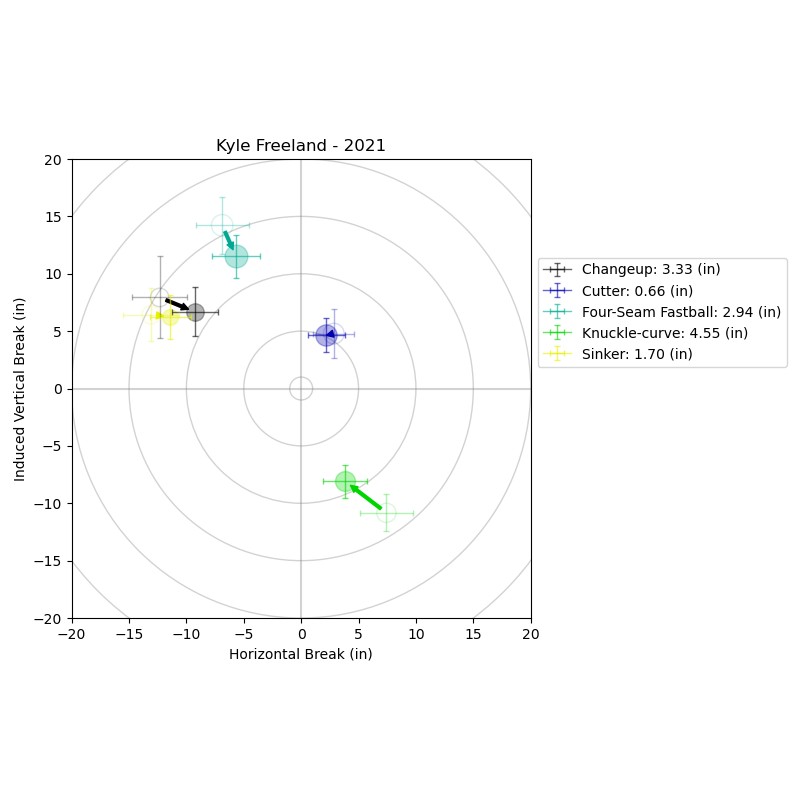 Kyle Freeland - 2021
20
15
10
5
0
−5
−10
−15
−20
Induced Vertical Break (in)
−20 −15 −10 −5 0 5 10 15 20
Horizontal Break (in)
Changeup: 3.33 (in)
Cutter: 0.66 (in)
Four-Seam Fastball: 2.94 (in)
Knuckle-curve: 4.55 (in)
Sinker: 1.70 (in)